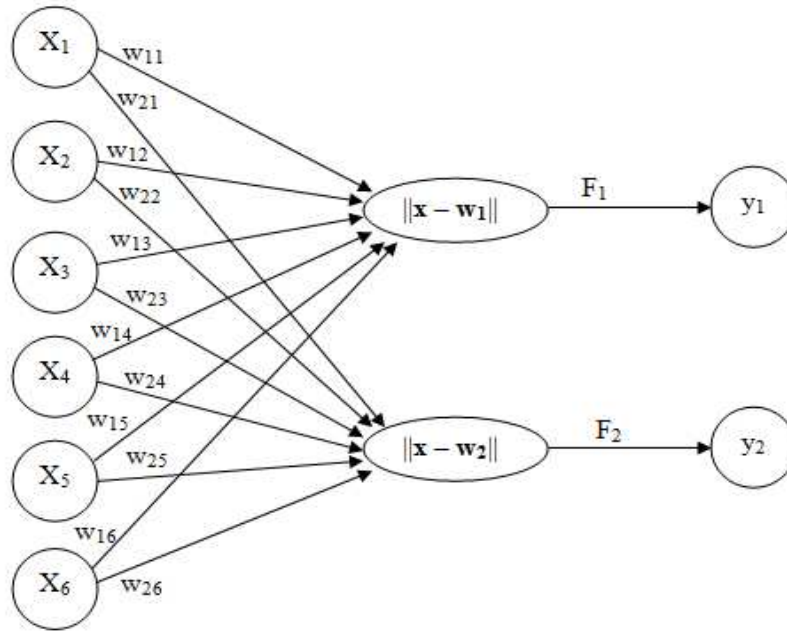 X₁
w₁₁
w₂₁
X₂
w₁₂
w₂₂
‖x – w₁‖
F₁
y₁
X₃
w₁₃
w₂₃
w₁₄
X₄
w₂₄
w₁₅
‖x – w₂‖
F₂
y₂
X₅
w₂₅
w₁₆
X₆
w₂₆